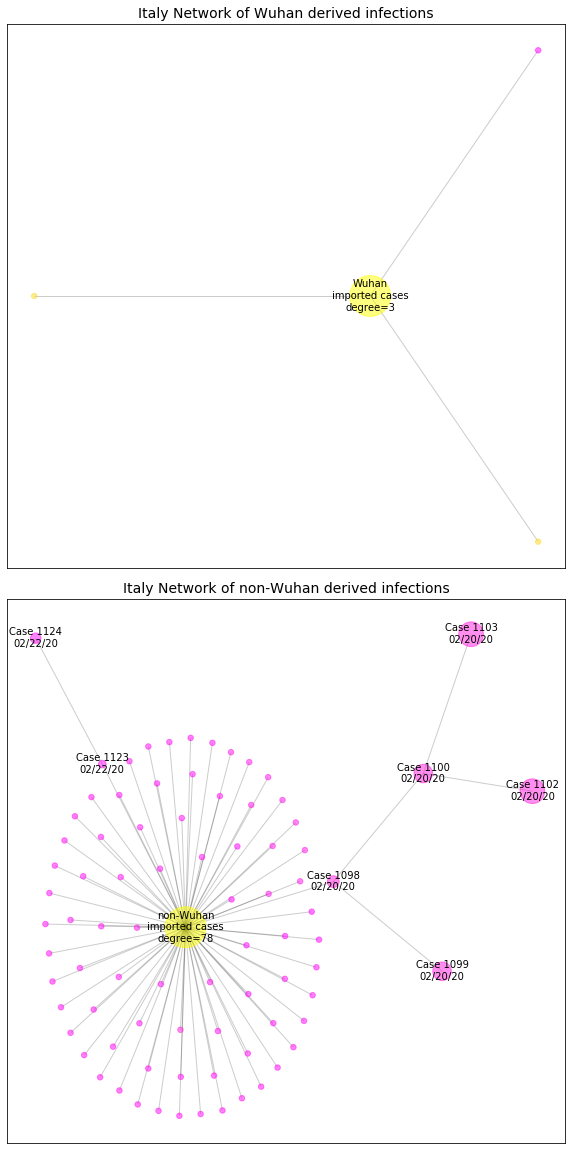 Italy Network of Wuhan derived infections
Wuhan
imported cases
degree=3
Italy Network of non-Wuhan derived infections
Case 1124
02/22/20
Case 1103
02/20/20
Case 1123
02/22/20
Case 1100
02/20/20
Case 1102
02/20/20
Case 1098
02/20/20
non-Wuhan
imported cases
degree=78
Case 1099
02/20/20